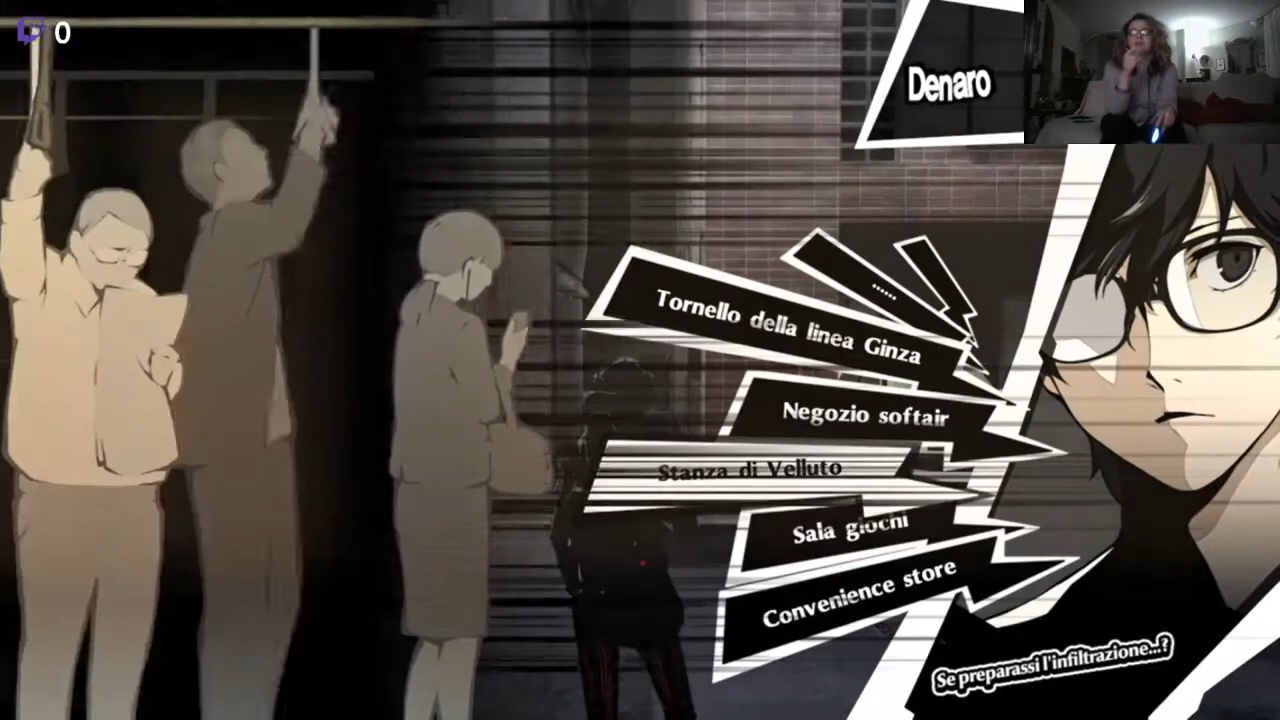 0
Denaro
......
Tornello della linea Ginza
Negozio softair
Stanza di Velluto
Sala giochi
Convenience store
Se preparassi l'infiltrazione...?